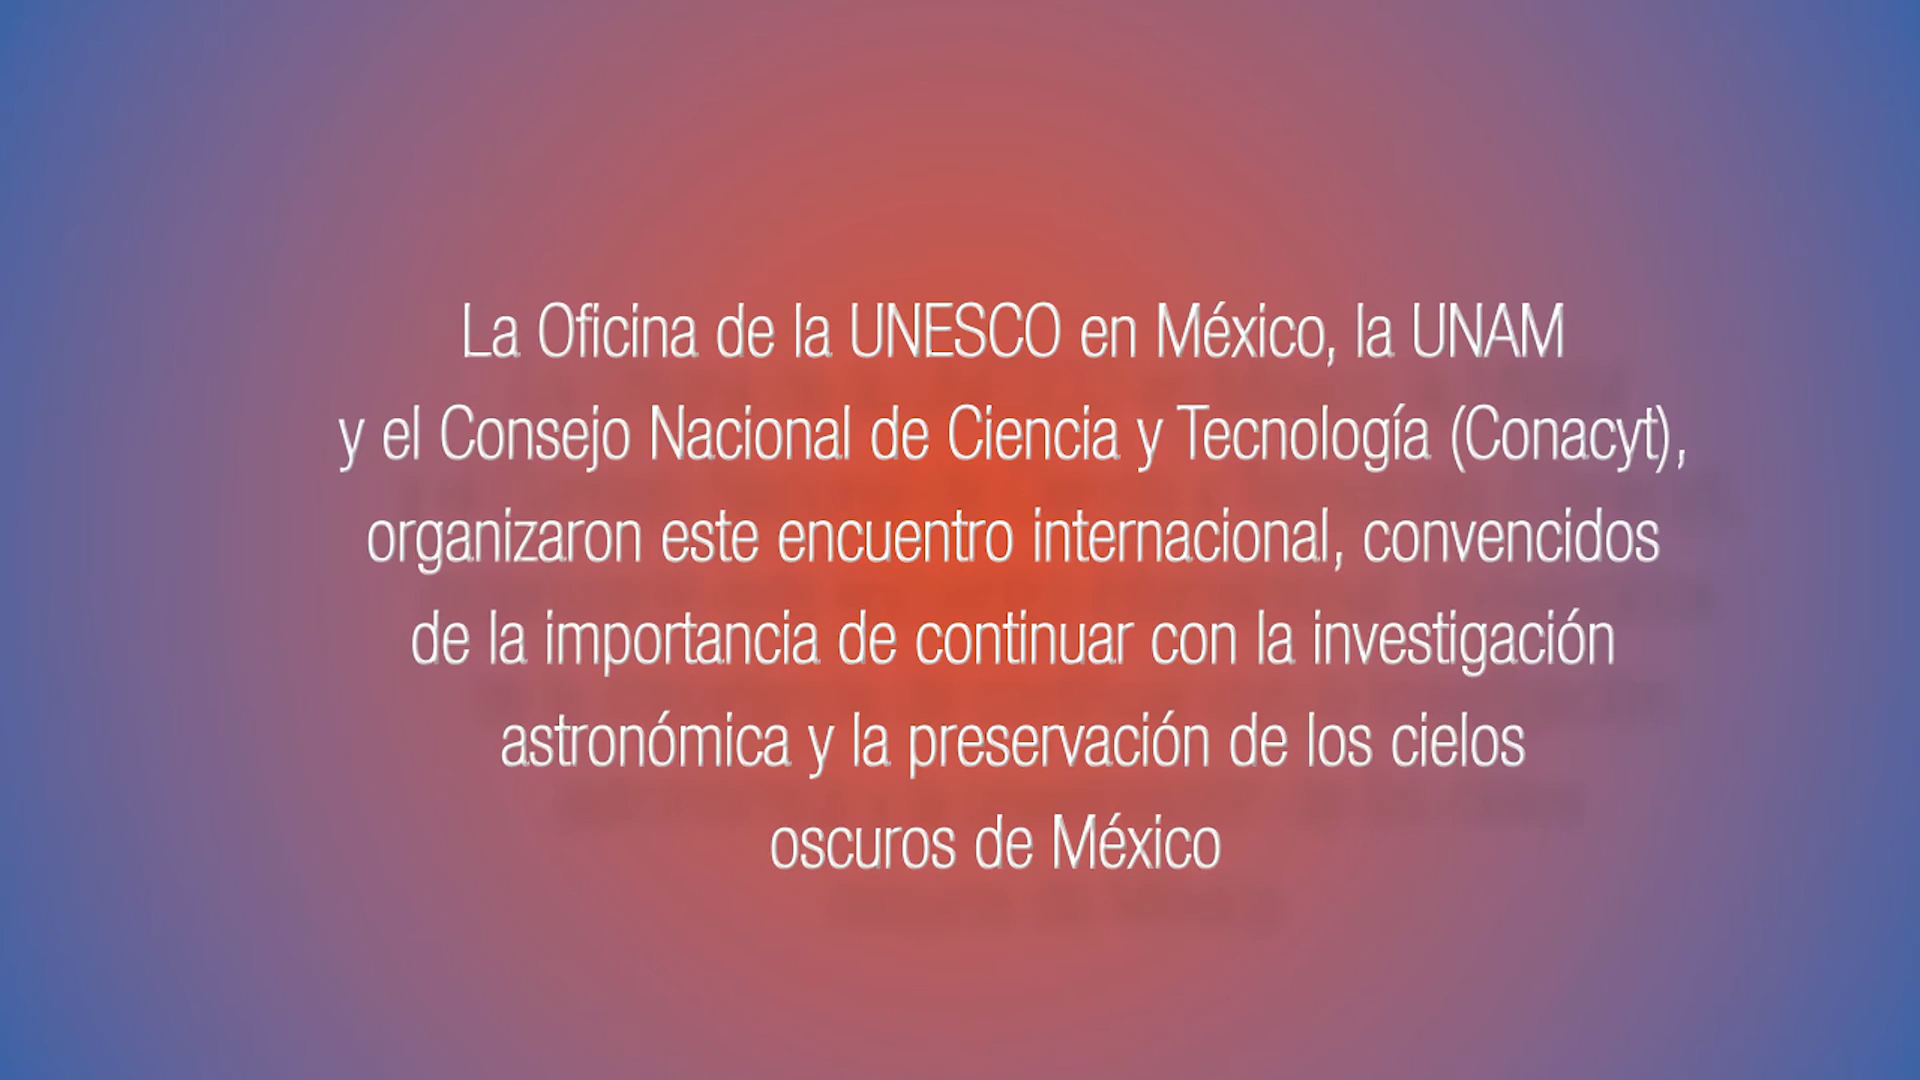 La Oficina de la UNESCO en México, la UNAM
y el Consejo Nacional de Ciencia y Tecnología (Conacyt),
organizaron este encuentro internacional, convencidos
de la importancia de continuar con la investigación
astronómica y la preservación de los cielos
oscuros de México